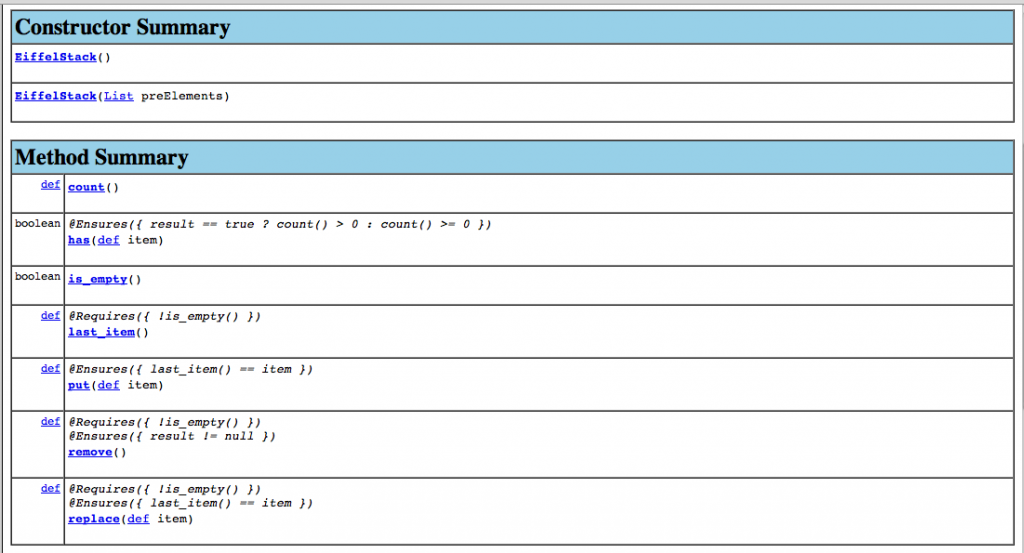 Constructor Summary
EiffelStack()
EiffelStack(List preElements)
Method Summary
def count()
boolean @Ensures({ result == true ? count() > 0 : count() >= 0 })
has(def item)
boolean is_empty()
def @Requires({ !is_empty() })
last_item()
def @Ensures({ last_item() == item })
put(def item)
def @Requires({ !is_empty() })
@Ensures({ result != null })
remove()
def @Requires({ !is_empty() })
@Ensures({ last_item() == item })
replace(def item)